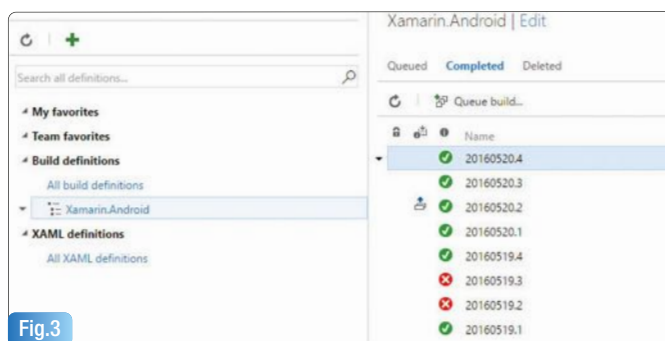 Search all definitions...
My favorites
Team favorites
Build definitions
All build definitions
Xamarin.Android
XAML definitions
All XAML definitions
Fig.3
Xamarin.Android | Edit
Queued Completed Deleted
Queue build...
Name
20160520.4
20160520.3
20160520.2
20160520.1
20160519.4
20160519.3
20160519.2
20160519.1